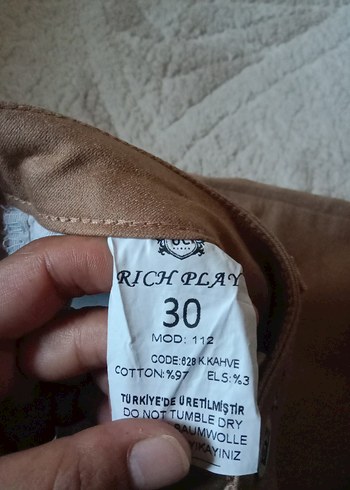 RICH PLAY
30
MOD: 112
CODE:628 K.KAHVE
COTTON:%97 ELS:%3
TÜRKİYE'DE ÜRETİLMİŞTİR
DO NOT TUMBLE DRY
BAUMWOLLE
YIKAYINIZ